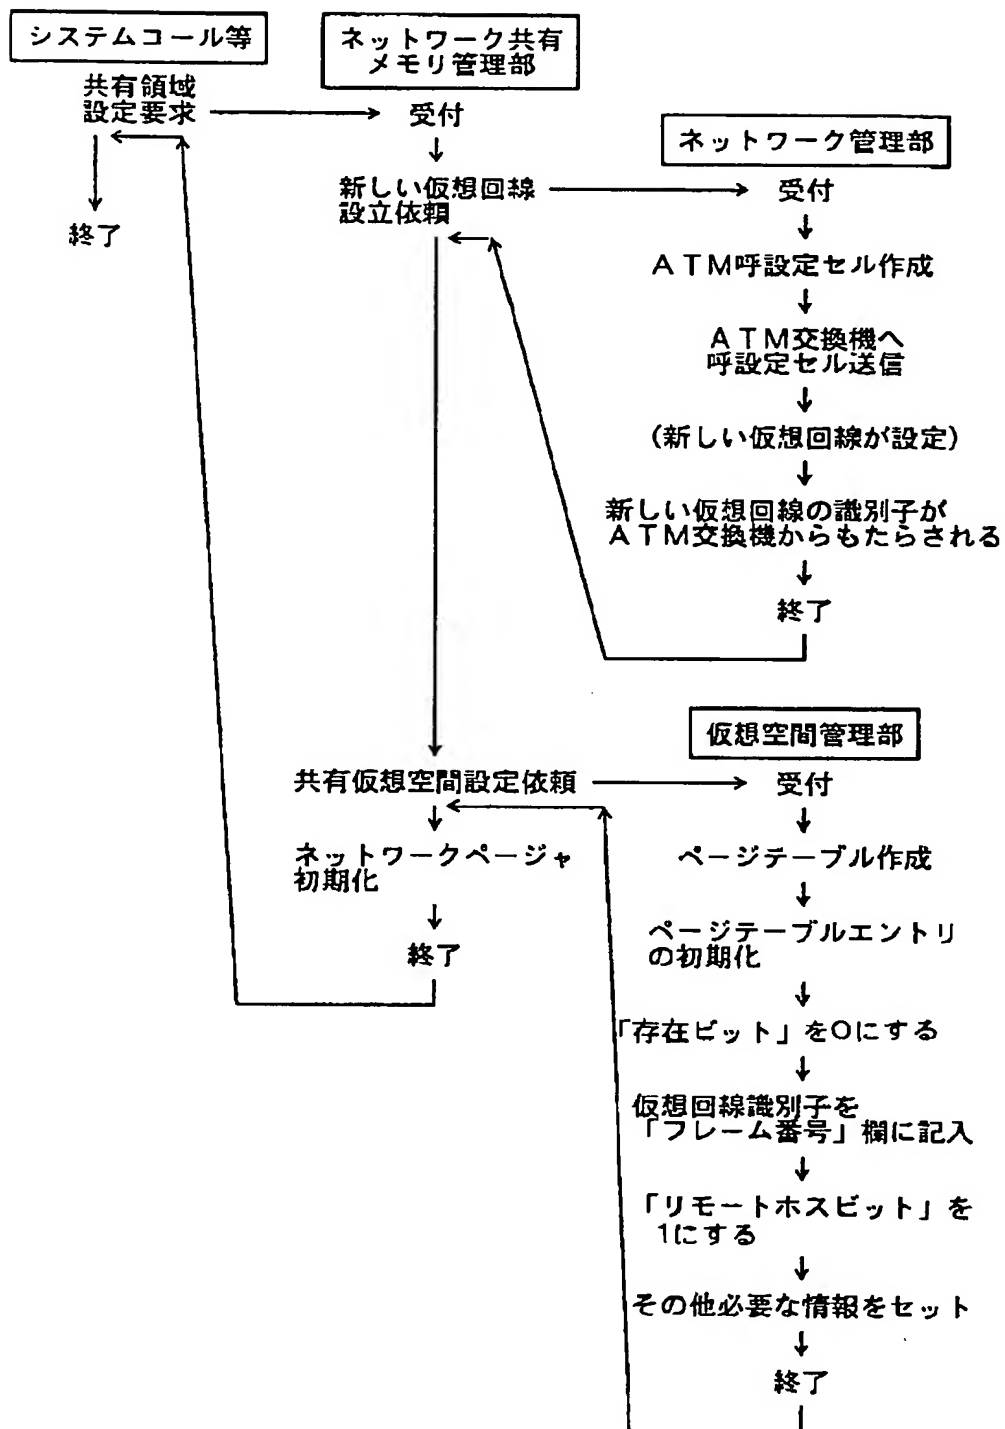 システムコール等
共有領域
設定要求
終了
ネットワーク共有
メモリ管理部
受付
新しい仮想回線
設立依頼
ネットワーク管理部
受付
ATM呼設定セル作成
ATM交換機へ
呼設定セル送信
(新しい仮想回線が設定)
新しい仮想回線の識別子が
ATM交換機からもたらされる
終了
共有仮想空間設定依頼
ネットワークページャ
初期化
終了
仮想空間管理部
受付
ページテーブル作成
ページテーブルエントリ
の初期化
「存在ビット」を0にする
仮想回線識別子を
「フレーム番号」欄に記入
「リモートホスビット」を
1にする
その他必要な情報をセット
終了